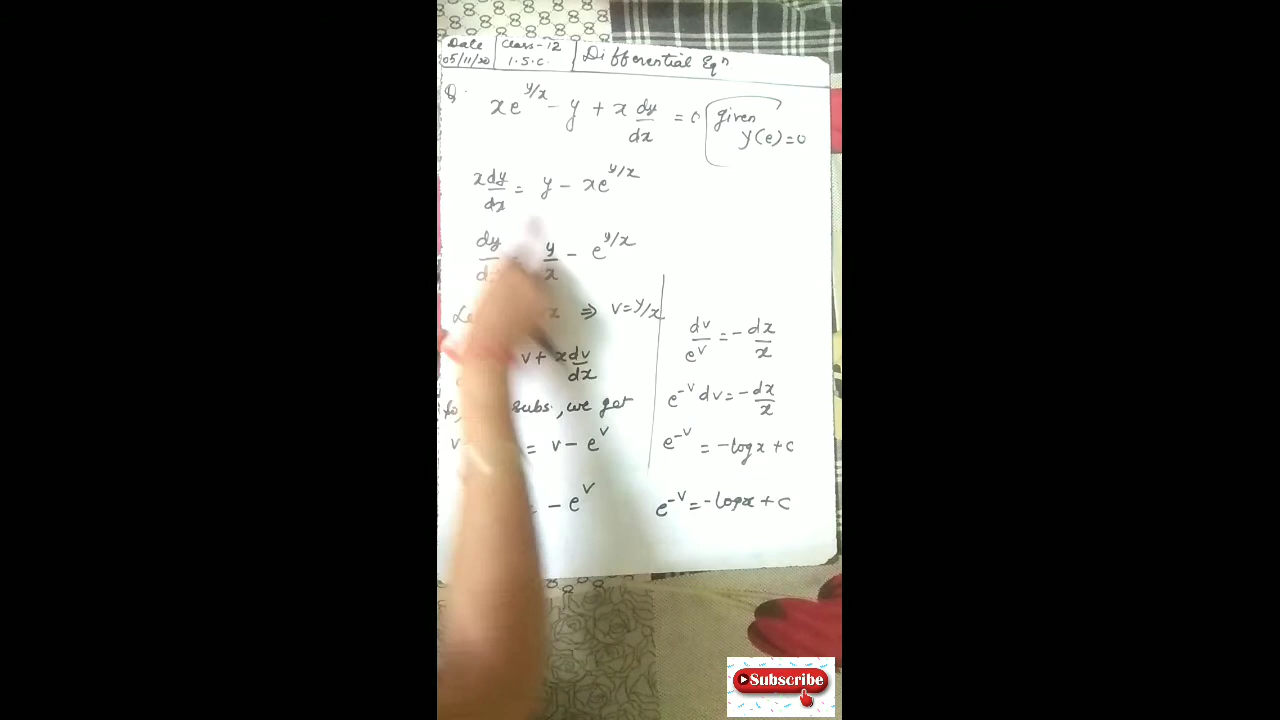 Date
05/11/20
Class-12
I.S.C.
Differential Eqⁿ
Q. xe^{y/x} - y + x dy/dx = 0 given
y(e)=0
x dy/dx = y - xe^{y/x}
dy/ = y/x - e^{y/x}
x ⇒ v=y/x
v + x dv/dx
subs., we get
v = v - e^v
= - e^v
dv/e^v = - dx/x
e^{-v} dv = - dx/x
e^{-v} = -log x + c
e^{-v} = -log x + c
Subscribe